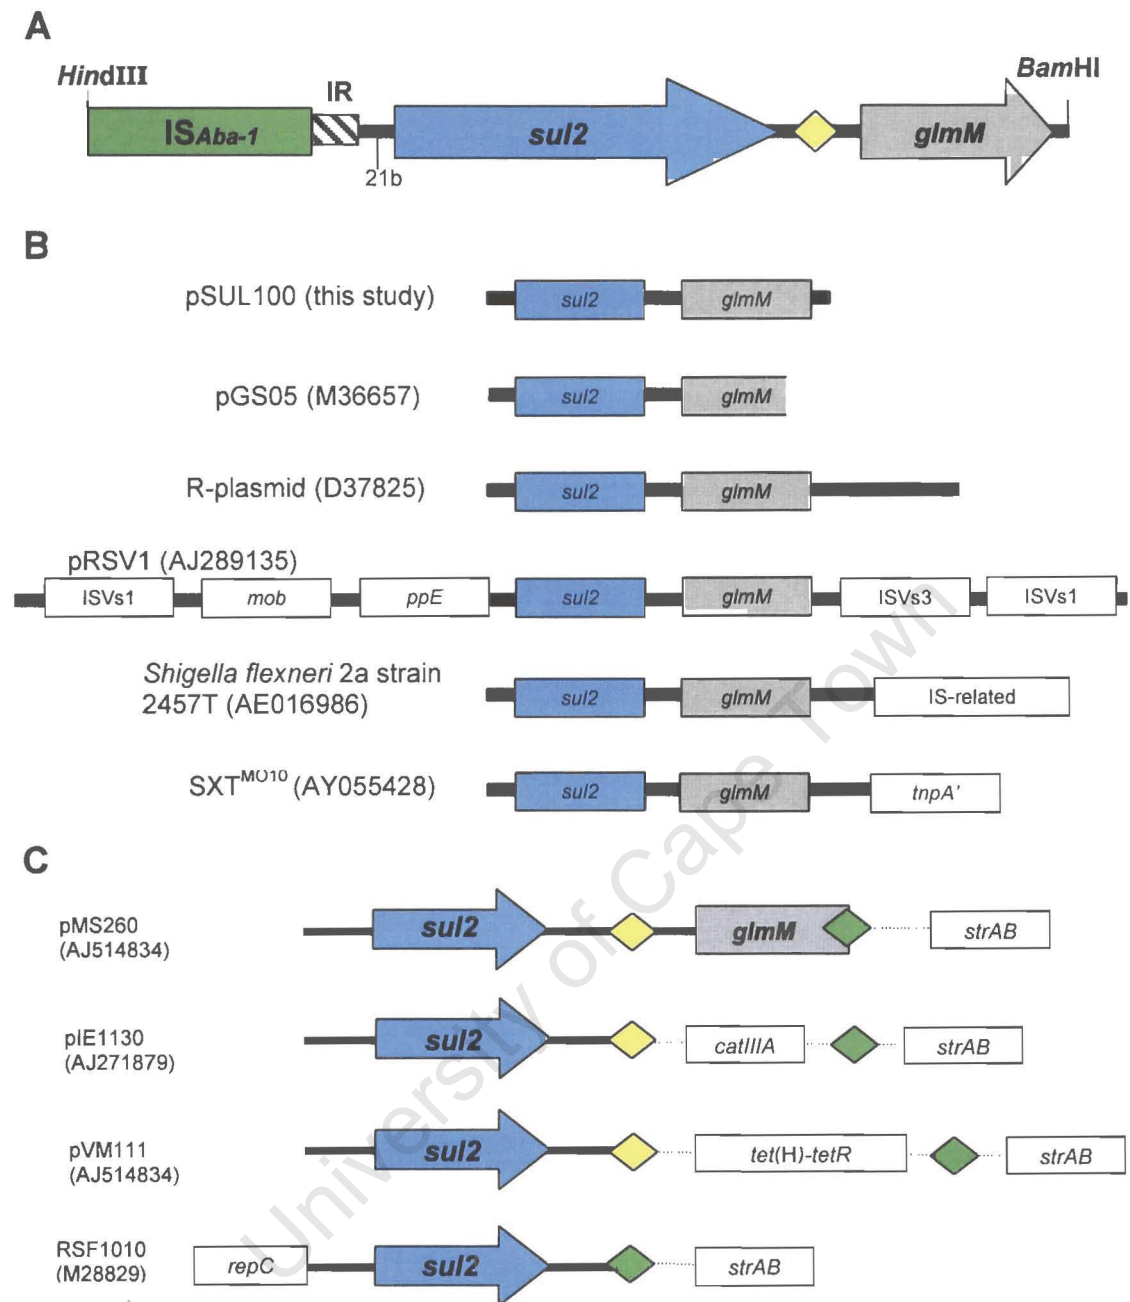 A
HindIII
BamHI
IR
ISAba-1
sul2
glmM
21b
B
pSUL100 (this study)
sul2
glmM
pGS05 (M36657)
sul2
glmM
R-plasmid (D37825)
sul2
glmM
pRSV1 (AJ289135)
ISVs1
mob
ppE
sul2
glmM
ISVs3
ISVs1
Shigella flexneri 2a strain
2457T (AE016986)
sul2
glmM
IS-related
SXTMO10 (AY055428)
sul2
glmM
tnpA'
C
pMS260
(AJ514834)
sul2
glmM
strAB
pIE1130
(AJ271879)
sul2
catIIIA
strAB
pVM111
(AJ514834)
sul2
tet(H)-tetR
strAB
RSF1010
(M28829)
repC
sul2
strAB
University of Cape Town